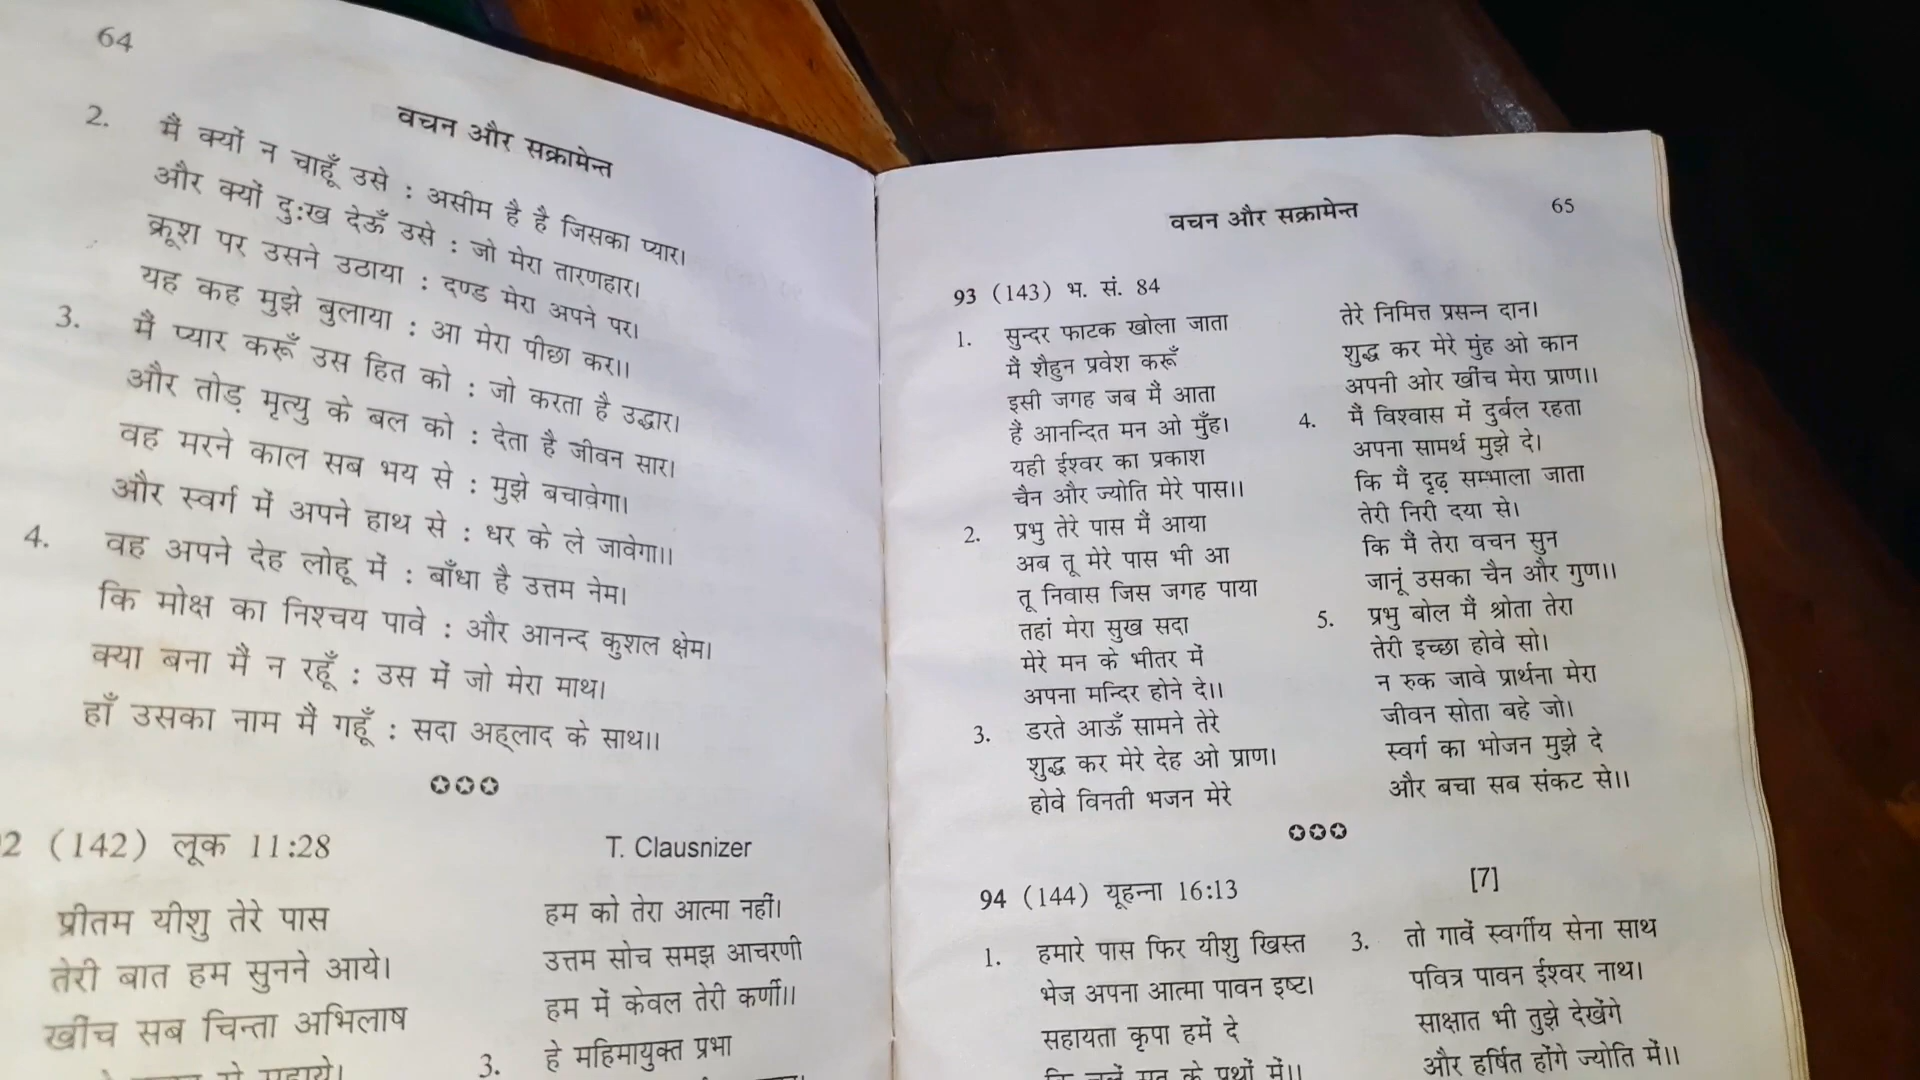 64
वचन और सक्रामेन्त
2. मैं क्यों न चाहूँ उसे : असीम है है जिसका प्यार।
और क्यों दुःख देऊँ उसे : जो मेरा तारणहार।
क्रूश पर उसने उठाया : दण्ड मेरा अपने पर।
यह कह मुझे बुलाया : आ मेरा पीछा कर।।
3. मैं प्यार करूँ उस हित को : जो करता है उद्धार।
और तोड़ मृत्यु के बल को : देता है जीवन सार।
वह मरने काल सब भय से : मुझे बचावेगा।
और स्वर्ग में अपने हाथ से : धर के ले जावेगा।।
4. वह अपने देह लोहू में : बाँधा है उत्तम नेम।
कि मोक्ष का निश्चय पावे : और आनन्द कुशल क्षेम।
क्या बना मैं न रहूँ : उस में जो मेरा माथ।
हाँ उसका नाम मैं गहूँ : सदा अह्लाद के साथ।।
✪✪✪
2 (142) लूक 11:28
T. Clausnizer
प्रीतम यीशु तेरे पास
तेरी बात हम सुनने आये।
खींच सब चिन्ता अभिलाष
हम को तेरा आत्मा नहीं।
उत्तम सोच समझ आचरणी
हम में केवल तेरी कर्णी।।
3. हे महिमायुक्त प्रभा
वचन और सक्रामेन्त
65
93 (143) भ. सं. 84
1. सुन्दर फाटक खोला जाता
मैं शैहुन प्रवेश करूँ
इसी जगह जब मैं आता
हैं आनन्दित मन ओ मुँह।
यही ईश्वर का प्रकाश
चैन और ज्योति मेरे पास।।
2. प्रभु तेरे पास मैं आया
अब तू मेरे पास भी आ
तू निवास जिस जगह पाया
तहां मेरा सुख सदा
मेरे मन के भीतर में
अपना मन्दिर होने दे।।
3. डरते आऊँ सामने तेरे
शुद्ध कर मेरे देह ओ प्राण।
होवे विनती भजन मेरे
तेरे निमित्त प्रसन्न दान।
शुद्ध कर मेरे मुंह ओ कान
अपनी ओर खींच मेरा प्राण।।
4. मैं विश्वास में दुर्बल रहता
अपना सामर्थ मुझे दे।
कि मैं दृढ़ सम्भाला जाता
तेरी निरी दया से।
कि मैं तेरा वचन सुन
जानूं उसका चैन और गुण।।
5. प्रभु बोल मैं श्रोता तेरा
तेरी इच्छा होवे सो।
न रुक जावे प्रार्थना मेरा
जीवन सोता बहे जो।
स्वर्ग का भोजन मुझे दे
और बचा सब संकट से।।
✪✪✪
94 (144) यूहन्ना 16:13
[7]
1. हमारे पास फिर यीशु खिस्त
भेज अपना आत्मा पावन इष्ट।
सहायता कृपा हमें दे
3. तो गावें स्वर्गीय सेना साथ
पवित्र पावन ईश्वर नाथ।
साक्षात भी तुझे देखेंगे
और हर्षित होंगे ज्योति में।।